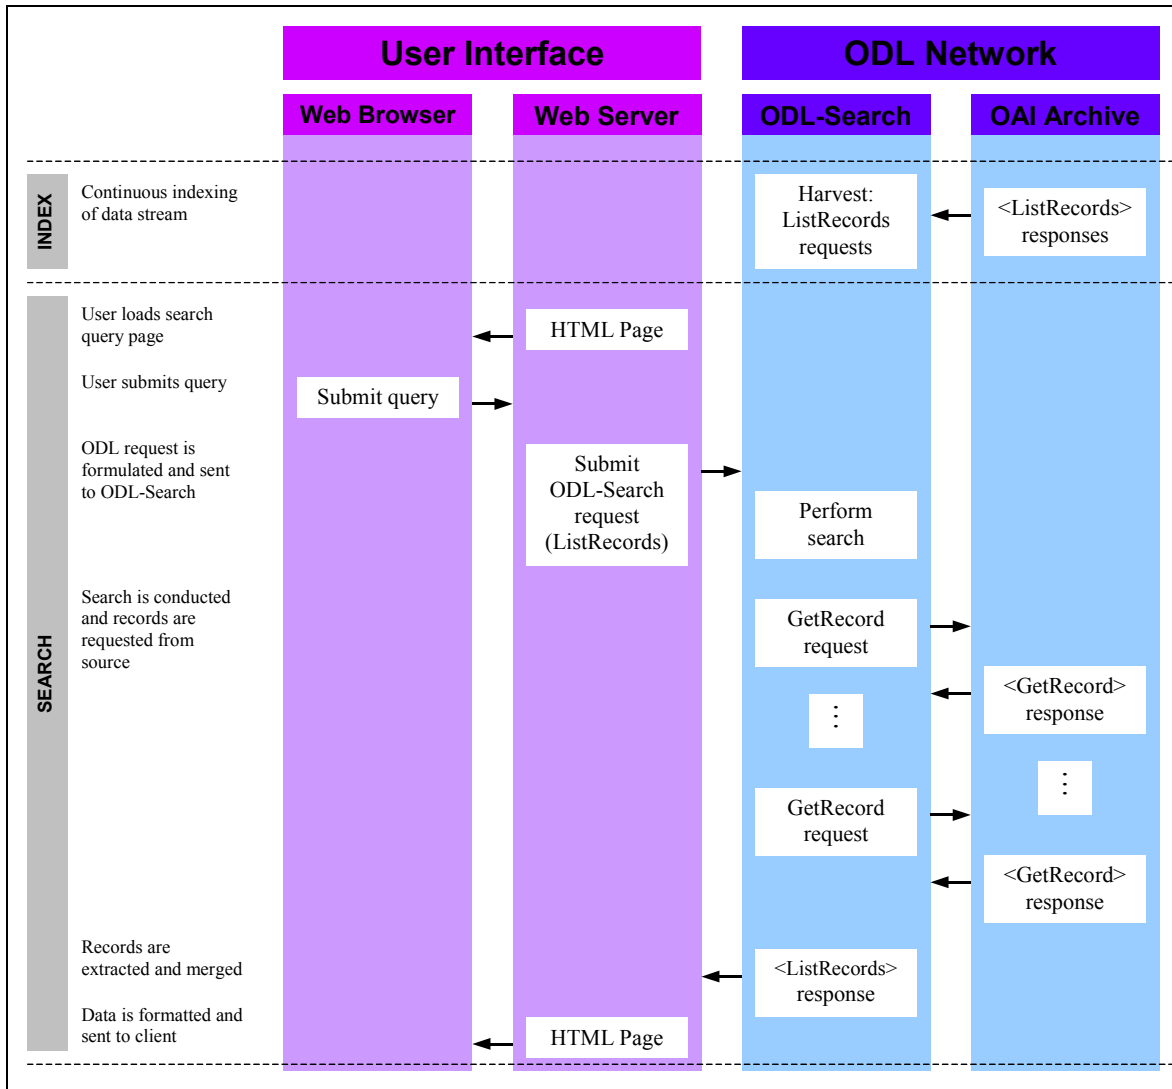 User Interface
ODL Network
Web Browser
Web Server
ODL-Search
OAI Archive
INDEX
Continuous indexing
of data stream
Harvest:
ListRecords
requests
<ListRecords>
responses
SEARCH
User loads search
query page
HTML Page
User submits query
Submit query
ODL request is
formulated and sent
to ODL-Search
Submit
ODL-Search
request
(ListRecords)
Perform
search
Search is conducted
and records are
requested from
source
GetRecord
request
<GetRecord>
response
...
...
GetRecord
request
<GetRecord>
response
Records are
extracted and merged
<ListRecords>
response
Data is formatted and
sent to client
HTML Page